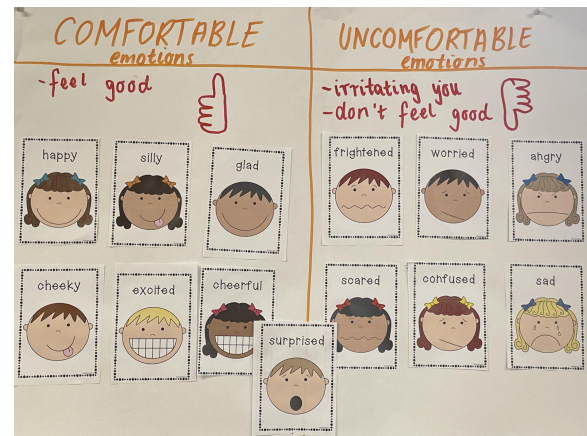 COMFORTABLE
emotions
-feel good
happy
silly
glad
cheeky
excited
cheerful
surprised
UNCOMFORTABLE
emotions
-irritating you
-don't feel good
frightened
worried
angry
scared
confused
sad